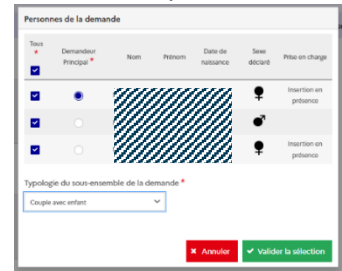 Personnes de la demande
Tous * Demandeur Principal * Nom Prénom Date de naissance Sexe déclaré Prise en charge
Insertion en présence
Insertion en présence
Typologie du sous-ensemble de la demande *
Couple avec enfant
Annuler Valider la sélection